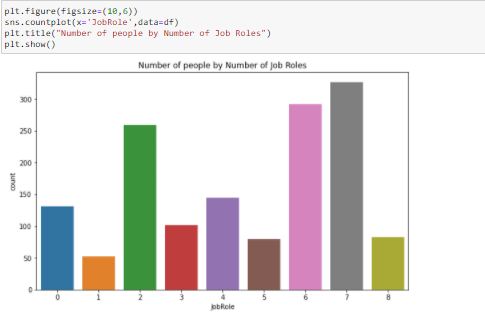 plt.figure(figsize=(10,6))
sns.countplot(x='JobRole',data=df)
plt.title("Number of people by Number of Job Roles")
plt.show()
Number of people by Number of Job Roles
300
250
200
150
100
50
0
count
0 1 2 3 4 5 6 7 8
JobRole